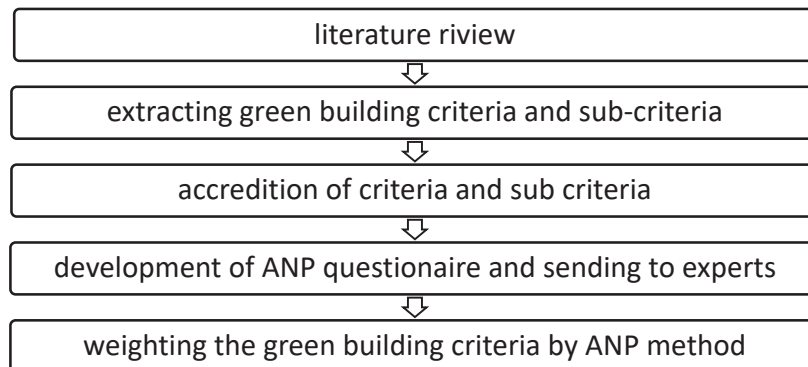 literature riview
extracting green building criteria and sub-criteria
accredition of criteria and sub criteria
development of ANP questionaire and sending to experts
weighting the green building criteria by ANP method